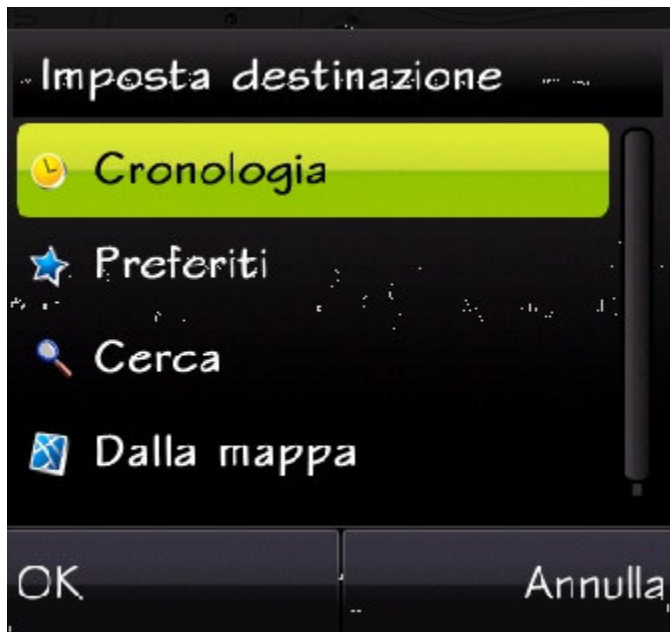 Imposta destinazione
Cronologia
Preferiti
Cerca
Dalla mappa
OK
Annulla